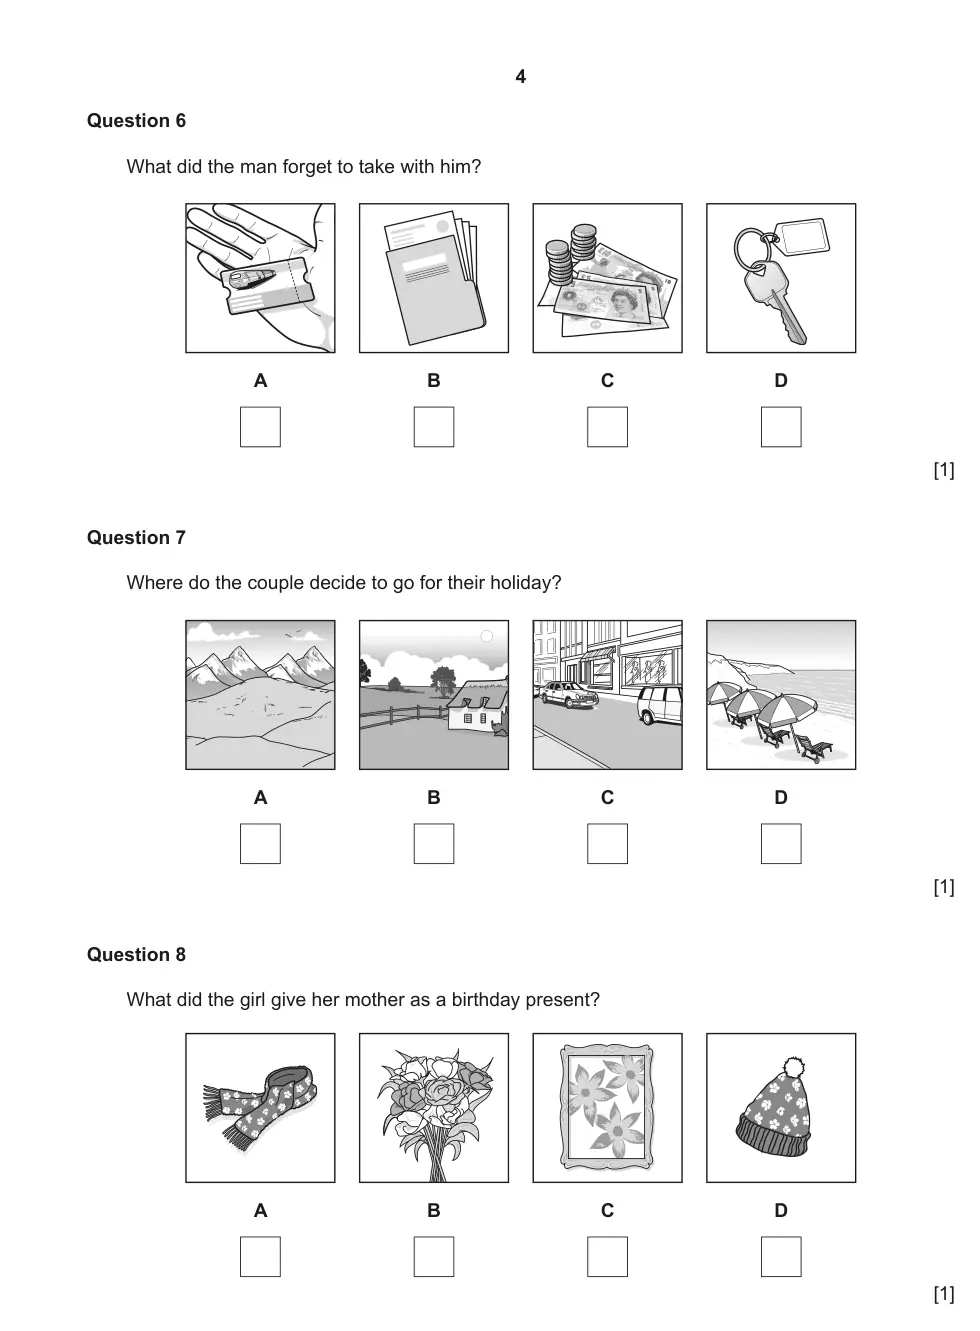 4
Question 6
What did the man forget to take with him?
A B C D
[1]
Question 7
Where do the couple decide to go for their holiday?
A B C D
[1]
Question 8
What did the girl give her mother as a birthday present?
A B C D
[1]